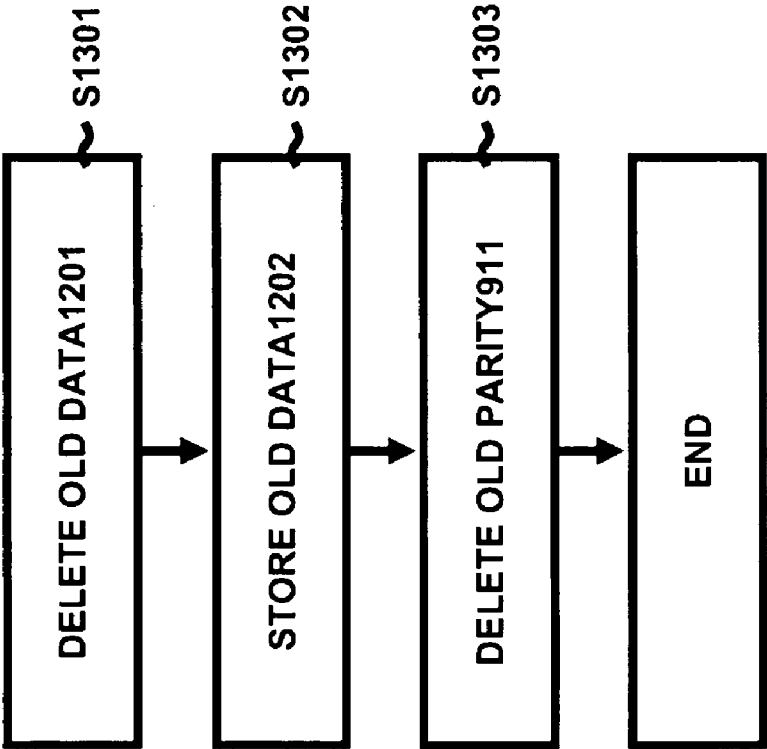 DELETE OLD DATA1201
S1301
STORE OLD DATA1202
S1302
DELETE OLD PARITY911
S1303
END